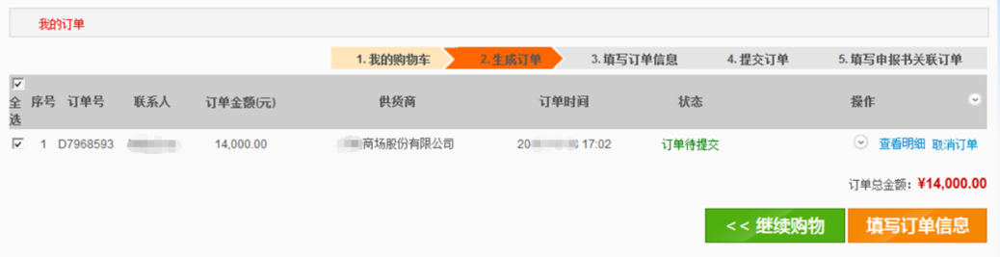 我的订单
1.我的购物车 2.生成订单 3.填写订单信息 4.提交订单 5.填写申报书关联订单
全选 序号 订单号 联系人 订单金额(元) 供货商 订单时间 状态 操作
1 D7968593 14,000.00 商场股份有限公司 20 17:02 订单待提交 查看明细 取消订单
订单总金额：¥14,000.00
<< 继续购物 填写订单信息